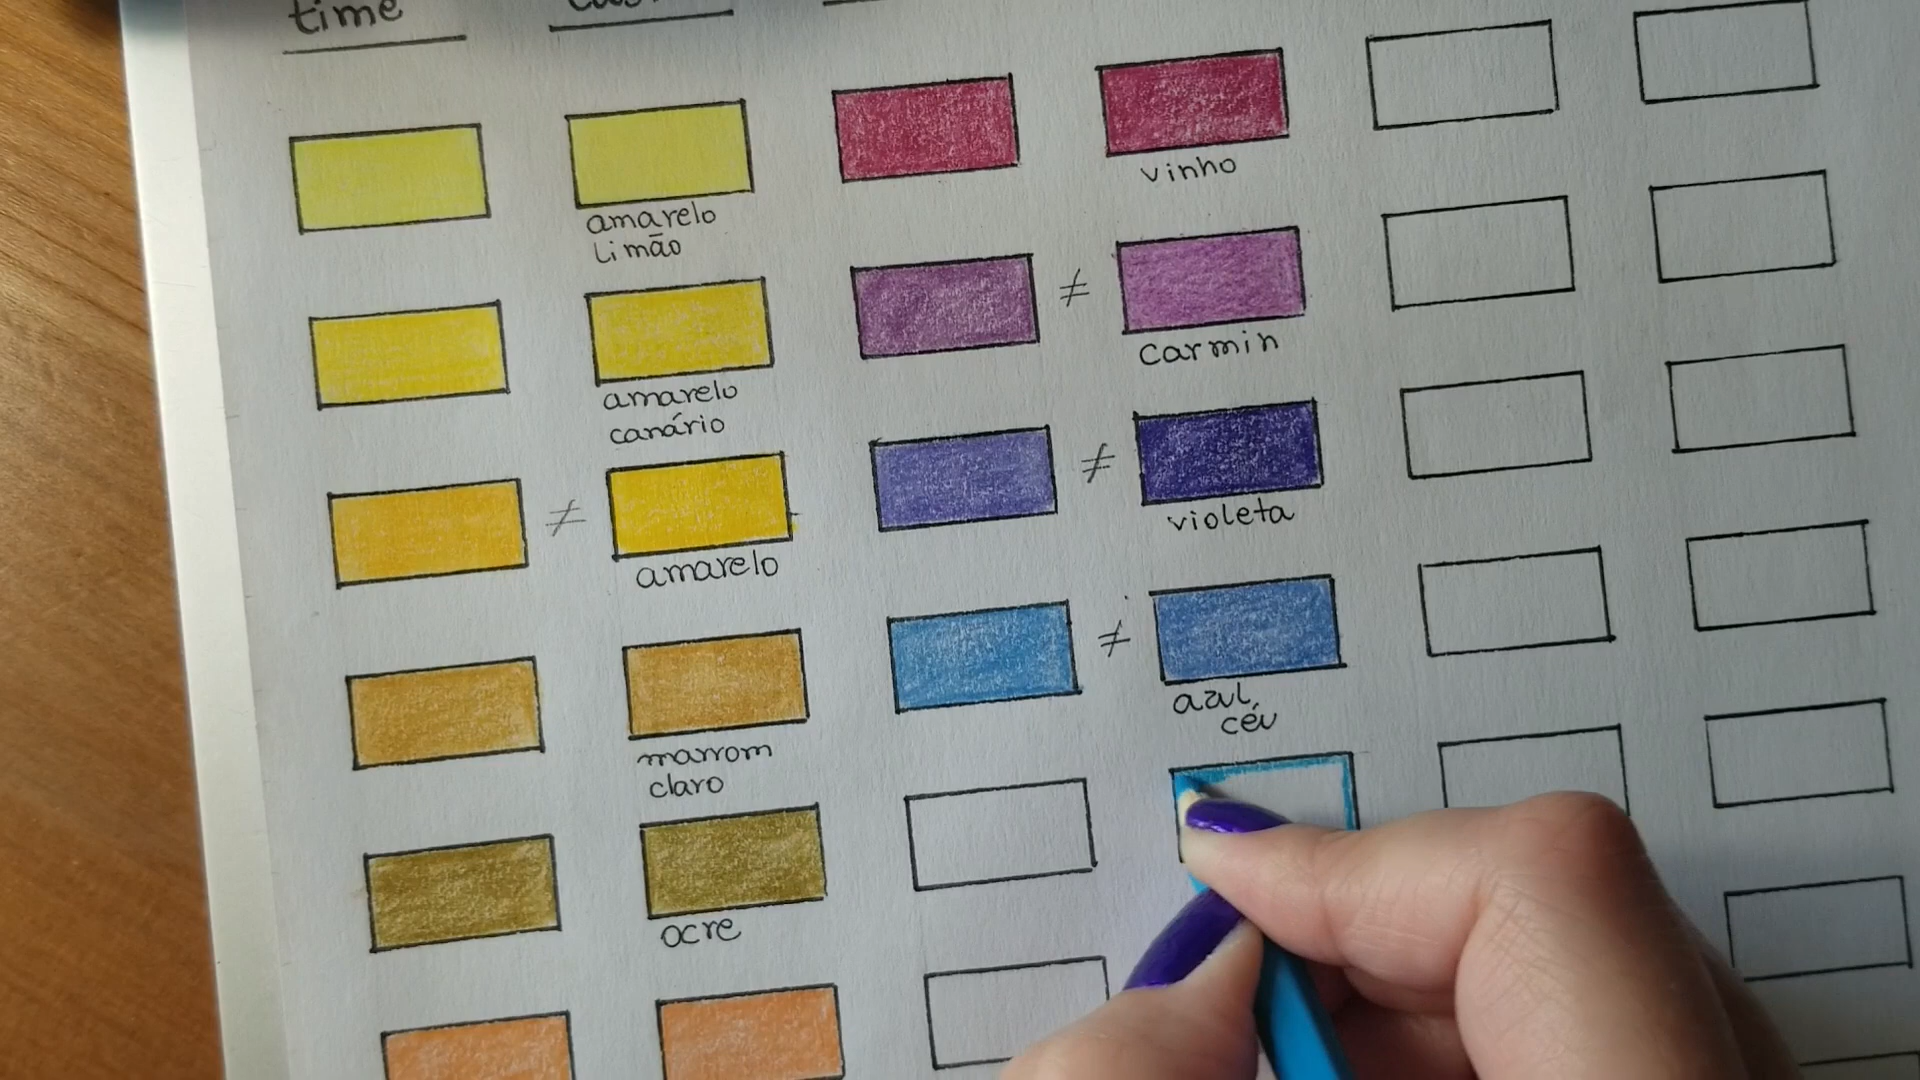 time
vinho
amarelo
limão
≠
carmin
amarelo
canário
≠
violeta
≠
amarelo
≠
azul
céu
marrom
claro
ocre